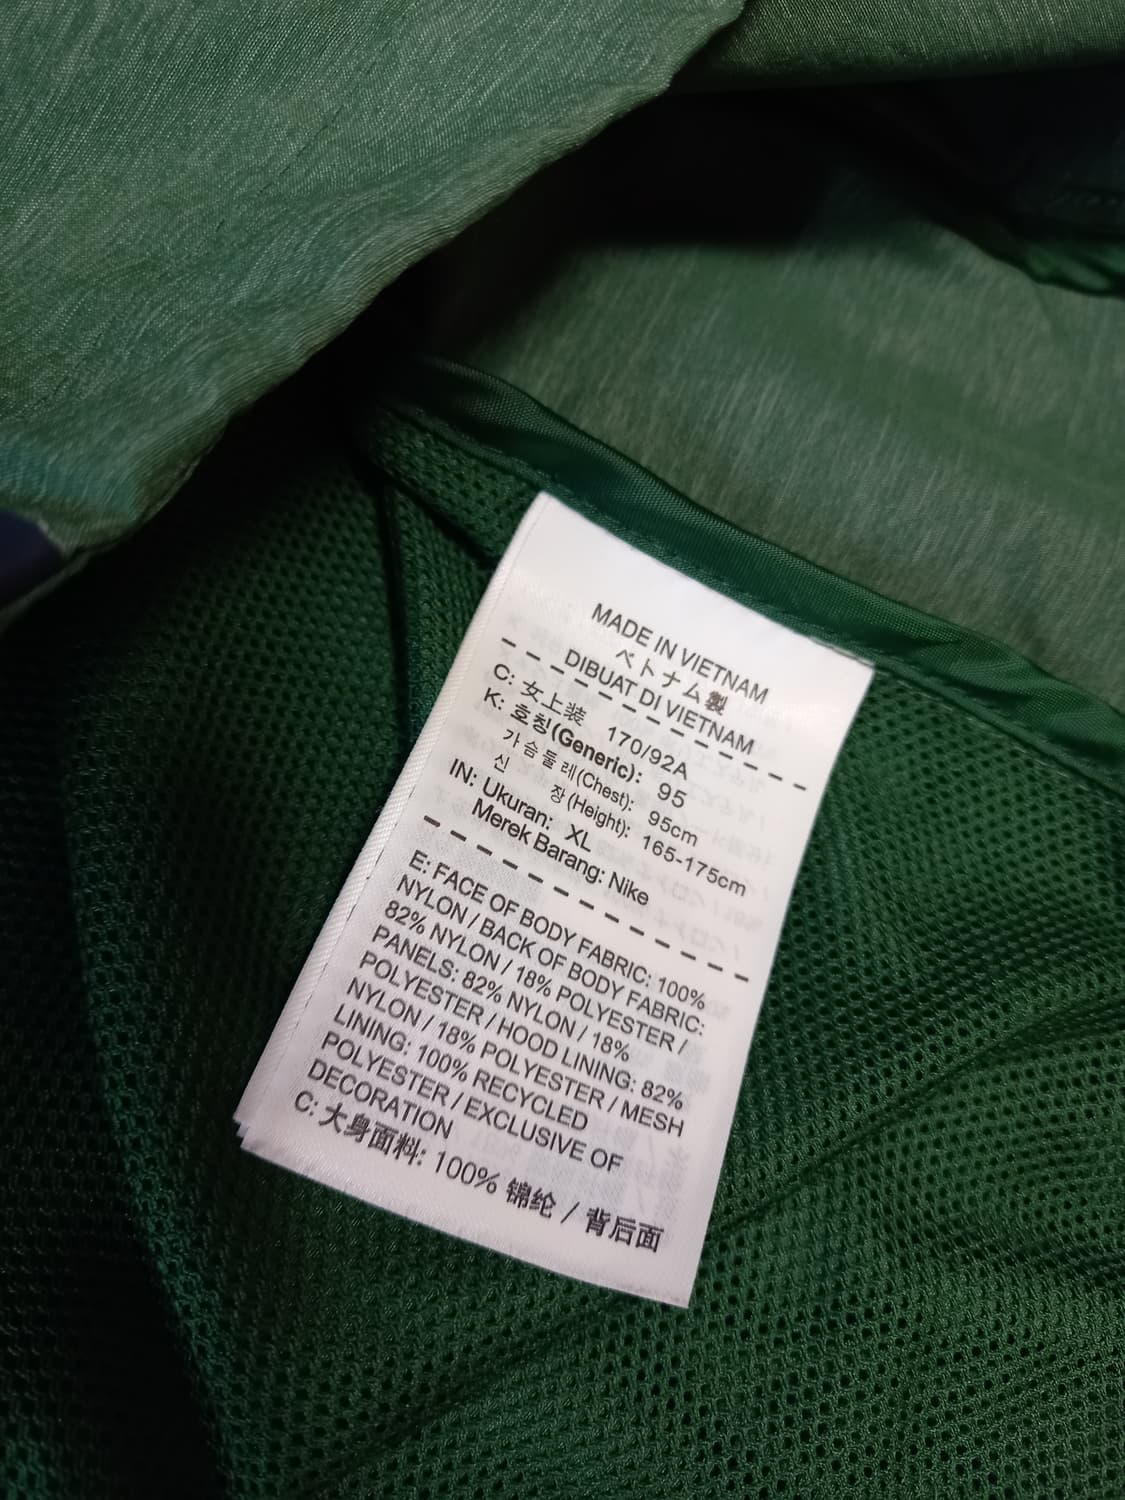 MADE IN VIETNAM
ベトナム製
DIBUAT DI VIETNAM
C: 女上装 170/92A
K: 호칭(Generic): 95
가슴둘레(Chest): 95cm
신 장(Height): 165-175cm
IN: Ukuran: XL
Merek Barang: Nike
E: FACE OF BODY FABRIC: 100%
NYLON / BACK OF BODY FABRIC:
82% NYLON / 18% POLYESTER /
PANELS: 82% NYLON / 18%
POLYESTER / HOOD LINING: 82%
NYLON / 18% POLYESTER / MESH
LINING: 100% RECYCLED
POLYESTER / EXCLUSIVE OF
DECORATION
C: 大身面料: 100% 锦纶 / 背后面